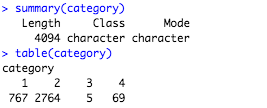 > summary(category)
   Length     Class      Mode
     4094 character character
> table(category)
category
   1    2    3    4
 767 2764    5   69